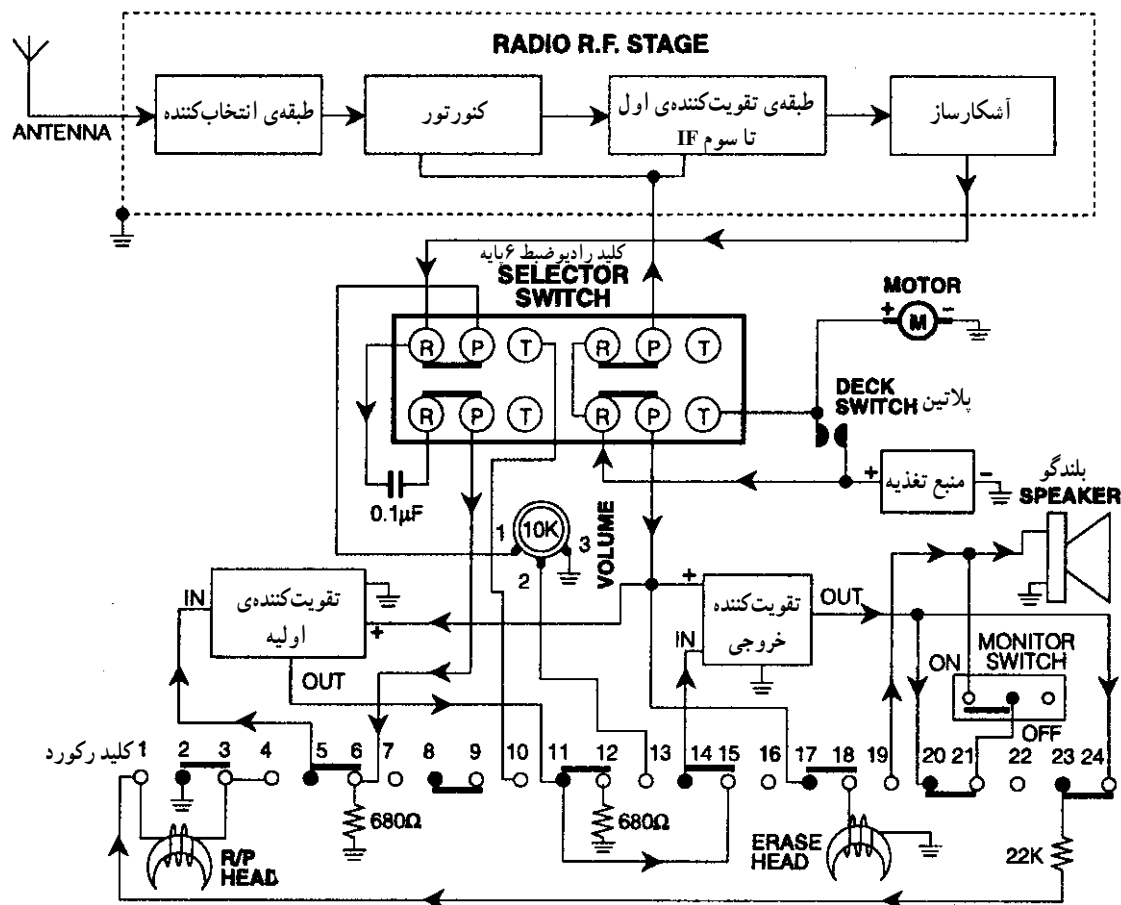 RADIO R.F. STAGE
ANTENNA
طبقه‌ی انتخاب‌کننده
کنورتور
طبقه‌ی تقویت‌کننده‌ی اول
تا سوم IF
آشکارساز
کلید رادیو ضبط ۶ پایه
SELECTOR
SWITCH
R P T R P T
R P T R P T
MOTOR
+ M -
DECK
SWITCH پلاتین
0.1µF
1 10K 3
2
VOLUME
+ منبع تغذیه -
بلندگو
SPEAKER
IN
تقویت‌کننده‌ی
اولیه
+
OUT
+
تقویت‌کننده
خروجی
IN
OUT
MONITOR
SWITCH
ON
OFF
کلید رکورد
1 2 3 4 5 6 7 8 9 10 11 12 13 14 15 16 17 18 19 20 21 22 23 24
680Ω
680Ω
R/P
HEAD
ERASE
HEAD
22K